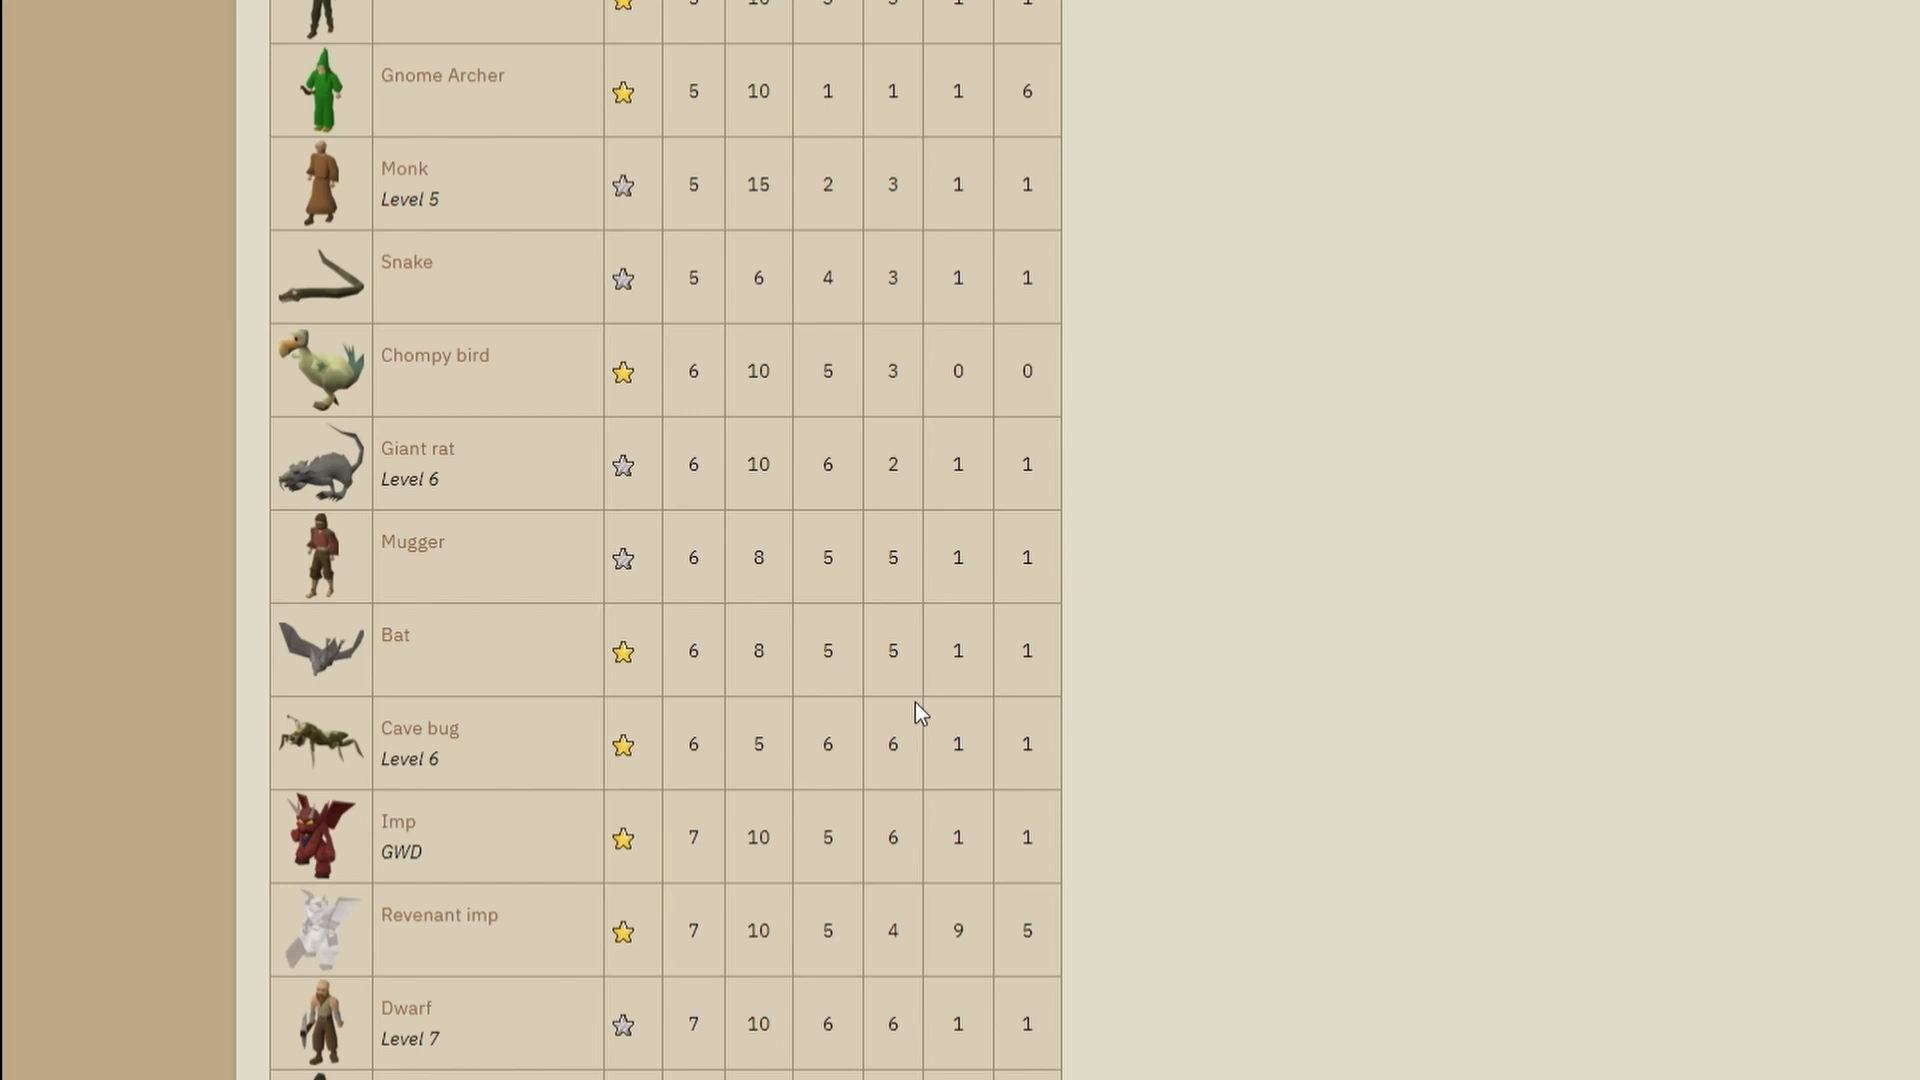 5 10 1 1 1 6
Gnome Archer
Monk 5 15 2 3 1 1
Level 5
Snake 5 6 4 3 1 1
Chompy bird 6 10 5 3 0 0
Giant rat 6 10 6 2 1 1
Level 6
Mugger 6 8 5 5 1 1
Bat 6 8 5 5 1 1
Cave bug 6 5 6 6 1 1
Level 6
Imp 7 10 5 6 1 1
GWD
Revenant imp 7 10 5 4 9 5
Dwarf 7 10 6 6 1 1
Level 7